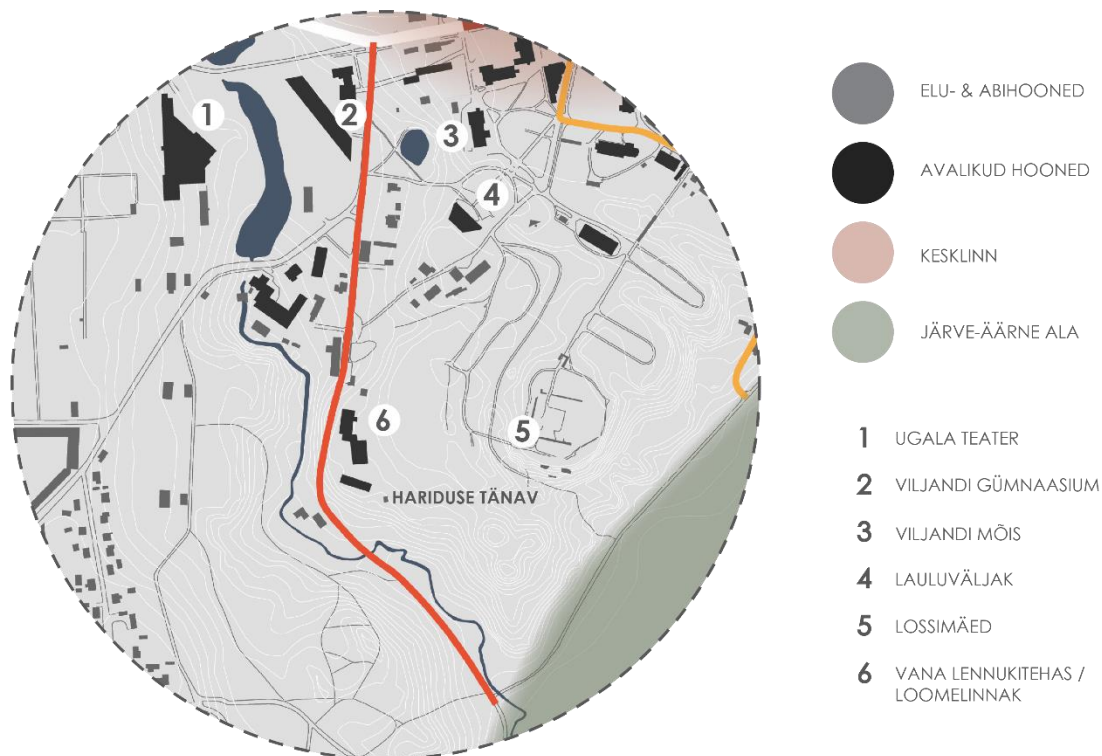 1
2
3
4
5
6
HARIDUSE TÄNAV
ELU- & ABIHOONED
AVALIKUD HOONED
KESKLINN
JÄRVE-ÄÄRNE ALA
1 UGALA TEATER
2 VILJANDI GÜMNAASIUM
3 VILJANDI MÕIS
4 LAULUVÄLJAK
5 LOSSIMÄED
6 VANA LENNUKITEHAS /
LOOMELINNAK